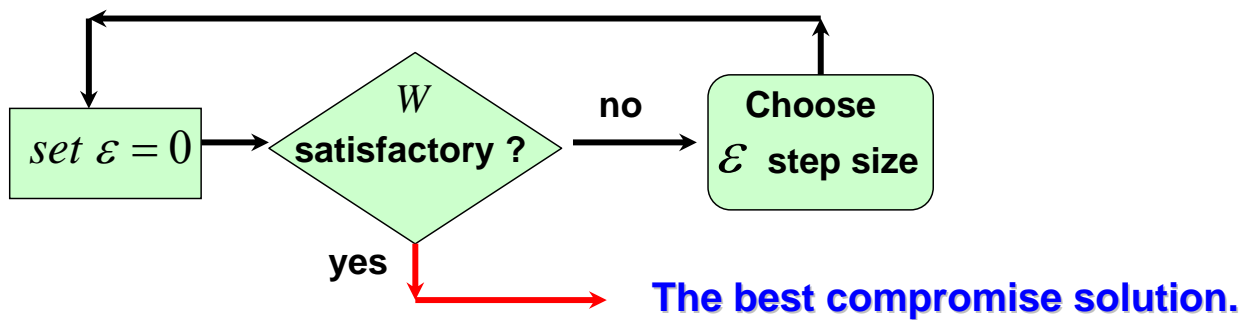 set ε = 0
W
satisfactory ?
no
Choose
ε step size
yes
The best compromise solution.